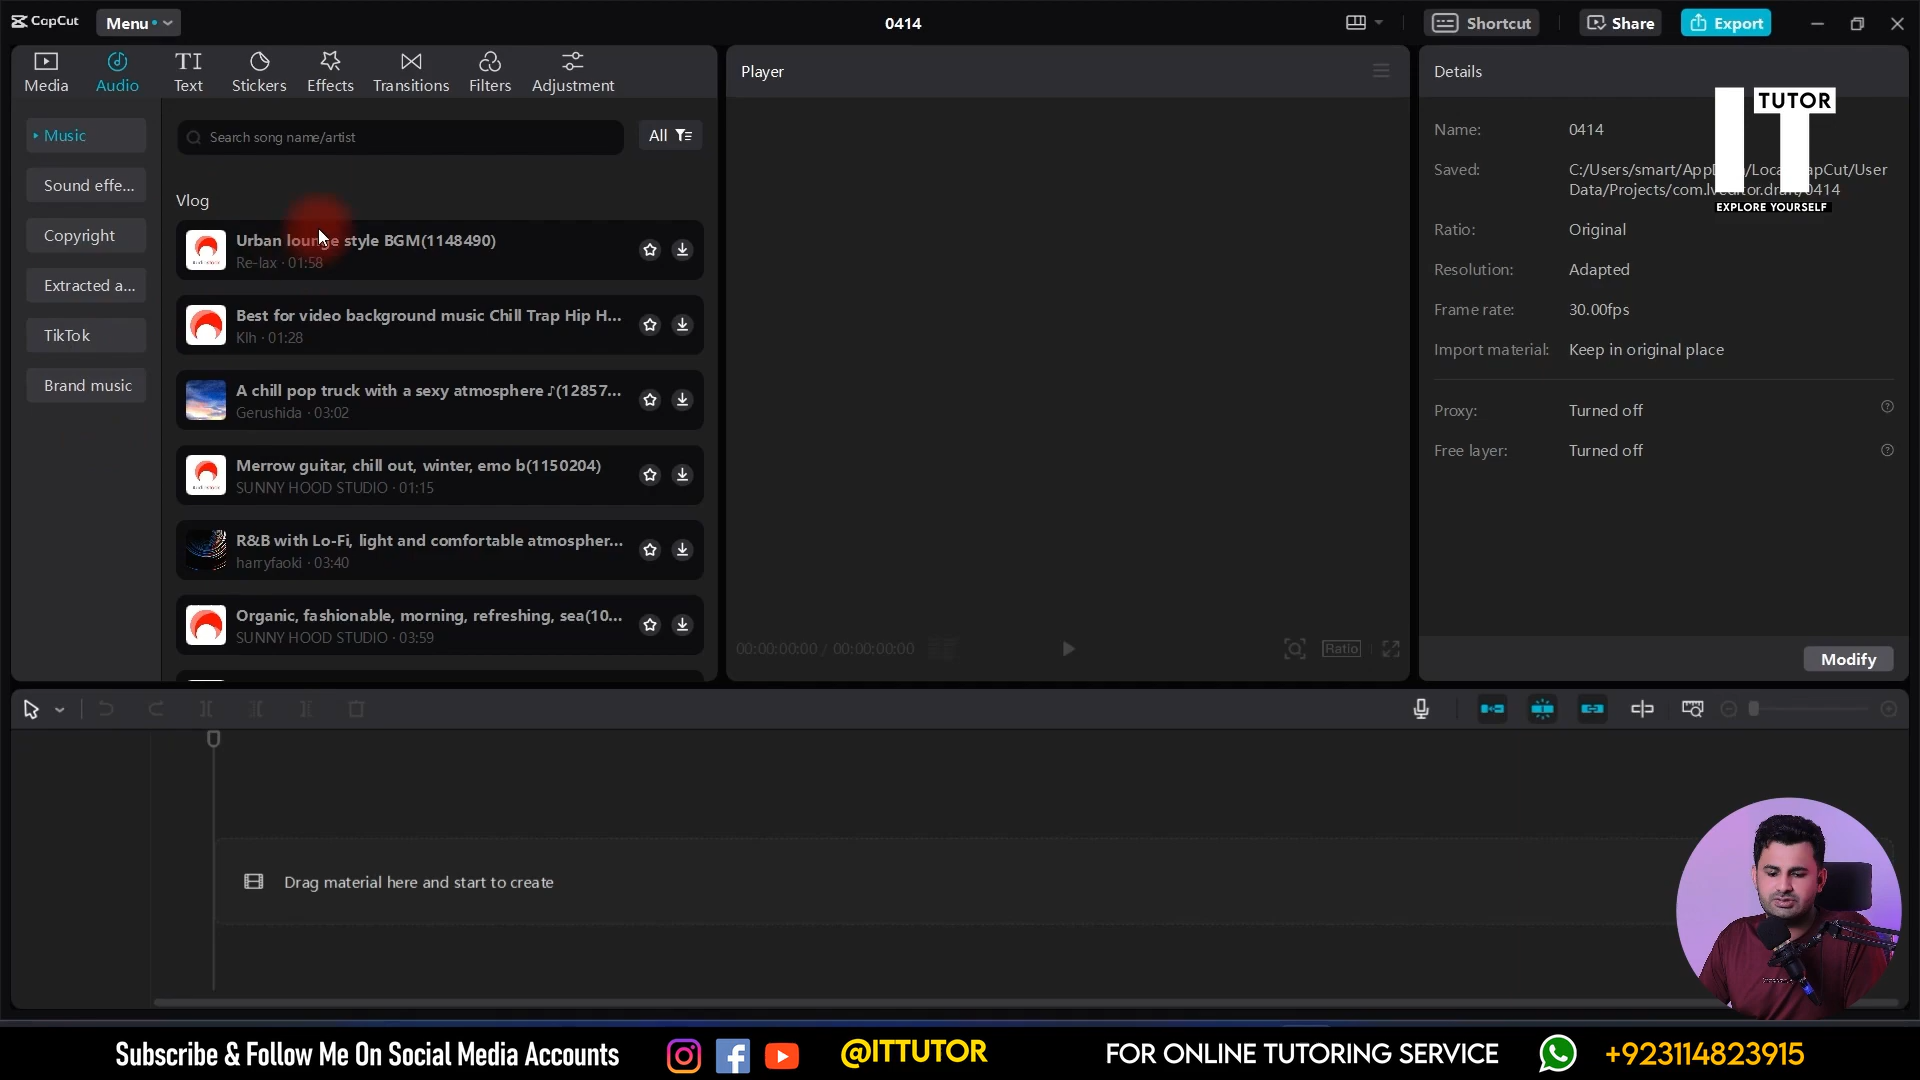 CapCut
Menu
0414
Shortcut
Share
Export
Media
Audio
Text
Stickers
Effects
Transitions
Filters
Adjustment
Music
Sound effe...
Copyright
Extracted a...
TikTok
Brand music
Search song name/artist
All
Vlog
Urban lounge style BGM(1148490)
Re-lax · 01:58
Best for video background music Chill Trap Hip H...
Klh · 01:28
A chill pop truck with a sexy atmosphere ♪(12857...
Gerushida · 03:02
Merrow guitar, chill out, winter, emo b(1150204)
SUNNY HOOD STUDIO · 01:15
R&B with Lo-Fi, light and comfortable atmospher...
harryfaoki · 03:40
Organic, fashionable, morning, refreshing, sea(10...
SUNNY HOOD STUDIO · 03:59
Player
00:00:00:00 / 00:00:00:00
Ratio
Details
Name: 0414
Saved:
Data/Projects/
Ratio: Original
Resolution: Adapted
Frame rate: 30.00fps
Import material: Keep in original place
Proxy: Turned off
Free layer: Turned off
Modify
IT TUTOR
EXPLORE YOURSELF
Drag material here and start to create
Subscribe & Follow Me On Social Media Accounts
@ITTUTOR
FOR ONLINE TUTORING SERVICE
+923114823915